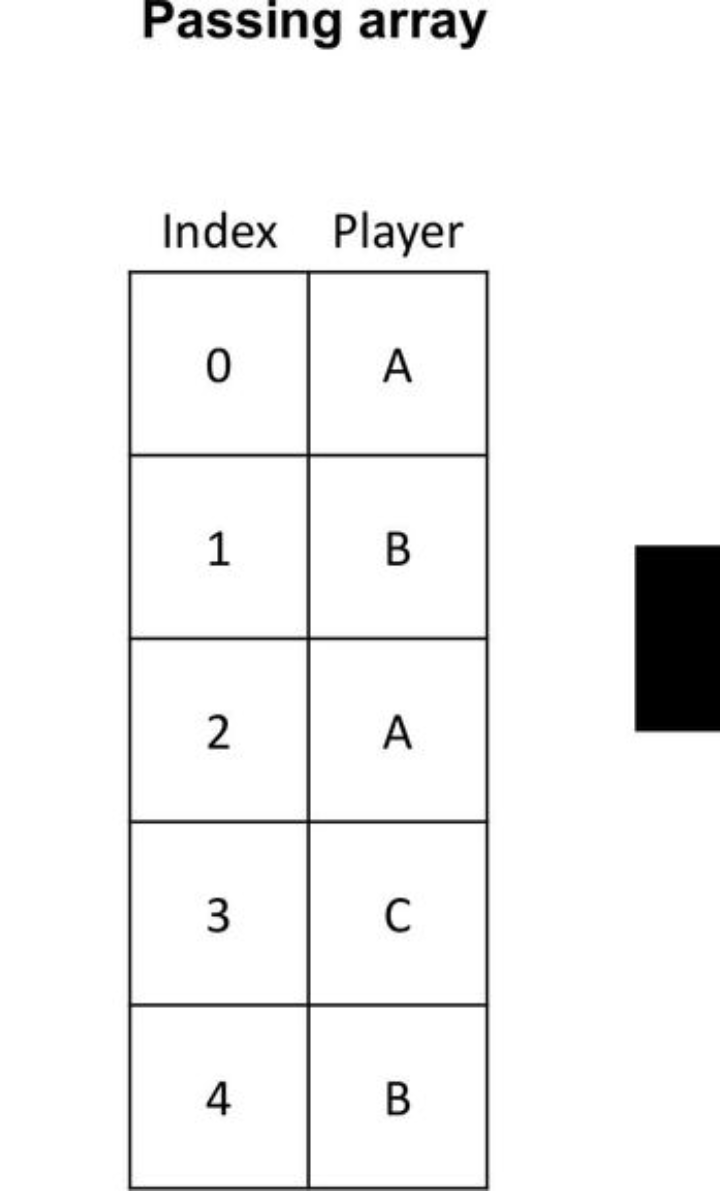 Passing array
Index Player
0 A
1 B
2 A
3 C
4 B